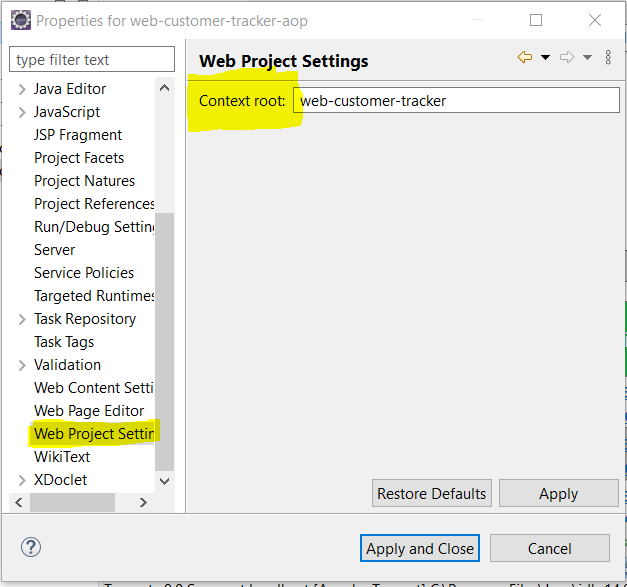 Properties for web-customer-tracker-aop
type filter text
Java Editor
JavaScript
JSP Fragment
Project Facets
Project Natures
Project References
Run/Debug Settin
Server
Service Policies
Targeted Runtimes
Task Repository
Task Tags
Validation
Web Content Setti
Web Page Editor
Web Project Settin
WikiText
XDoclet
Web Project Settings
Context root: web-customer-tracker
Restore Defaults
Apply
?
Apply and Close
Cancel